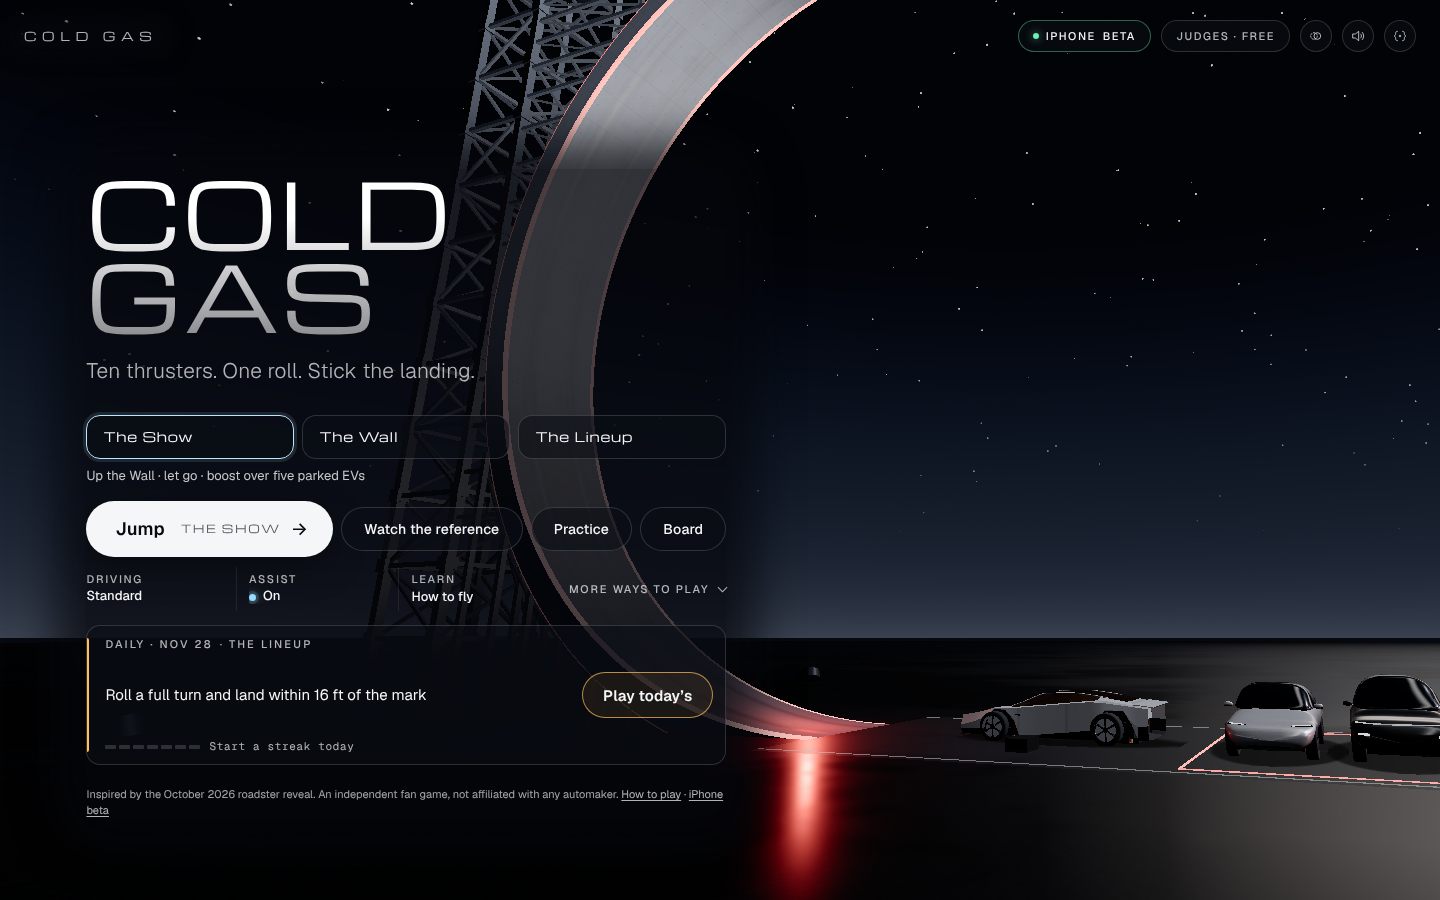 COLD GAS
IPHONE BETA
JUDGES · FREE
COLD
GAS
Ten thrusters. One roll. Stick the landing.
The Show
The Wall
The Lineup
Up the Wall · let go · boost over five parked EVs
Jump THE SHOW →
Watch the reference
Practice
Board
DRIVING
Standard
ASSIST
On
LEARN
How to fly
MORE WAYS TO PLAY
DAILY · NOV 28 · THE LINEUP
Roll a full turn and land within 16 ft of the mark
Play today's
Start a streak today
Inspired by the October 2026 roadster reveal. An independent fan game, not affiliated with any automaker. How to play · iPhone
beta